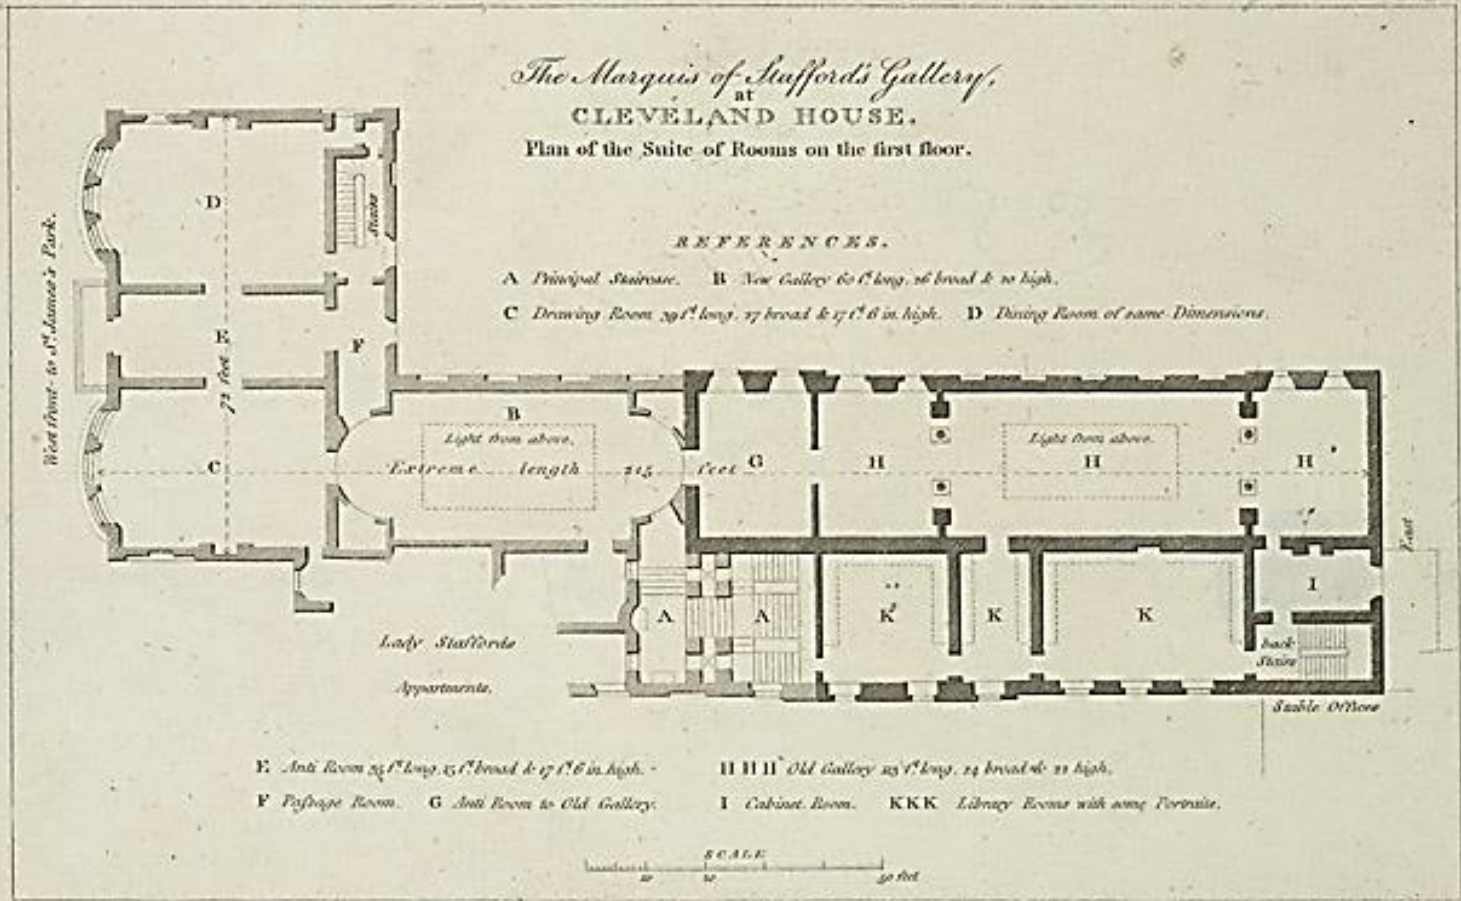 The Marquis of Stafford's Gallery,
at
CLEVELAND HOUSE.
Plan of the Suite of Rooms on the first floor.
REFERENCES.
A Principal Staircase. B New Gallery 60 ft. long. 26 broad & 20 high.
C Drawing Room 39 ft. long. 27 broad & 17 ft. 6 in. high. D Dining Room of same Dimensions.
West front to St. James's Park.
D
Stairs
E
F
72 feet
C
B
Light from above.
Extreme length 215 feet
G
H
Light from above.
H
H
East
I
A
A
K
K
K
back
Stairs
Lady Staffords
Appartments.
Stable Offices
E Anti Room 25 ft. long. 15 ft. broad & 17 ft. 6 in. high.
H H H Old Gallery ft. long. 24 broad & 22 high.
F Passage Room. G Anti Room to Old Gallery.
I Cabinet Room. KKK Library Rooms with some Portraits.
SCALE
10 20 50 feet